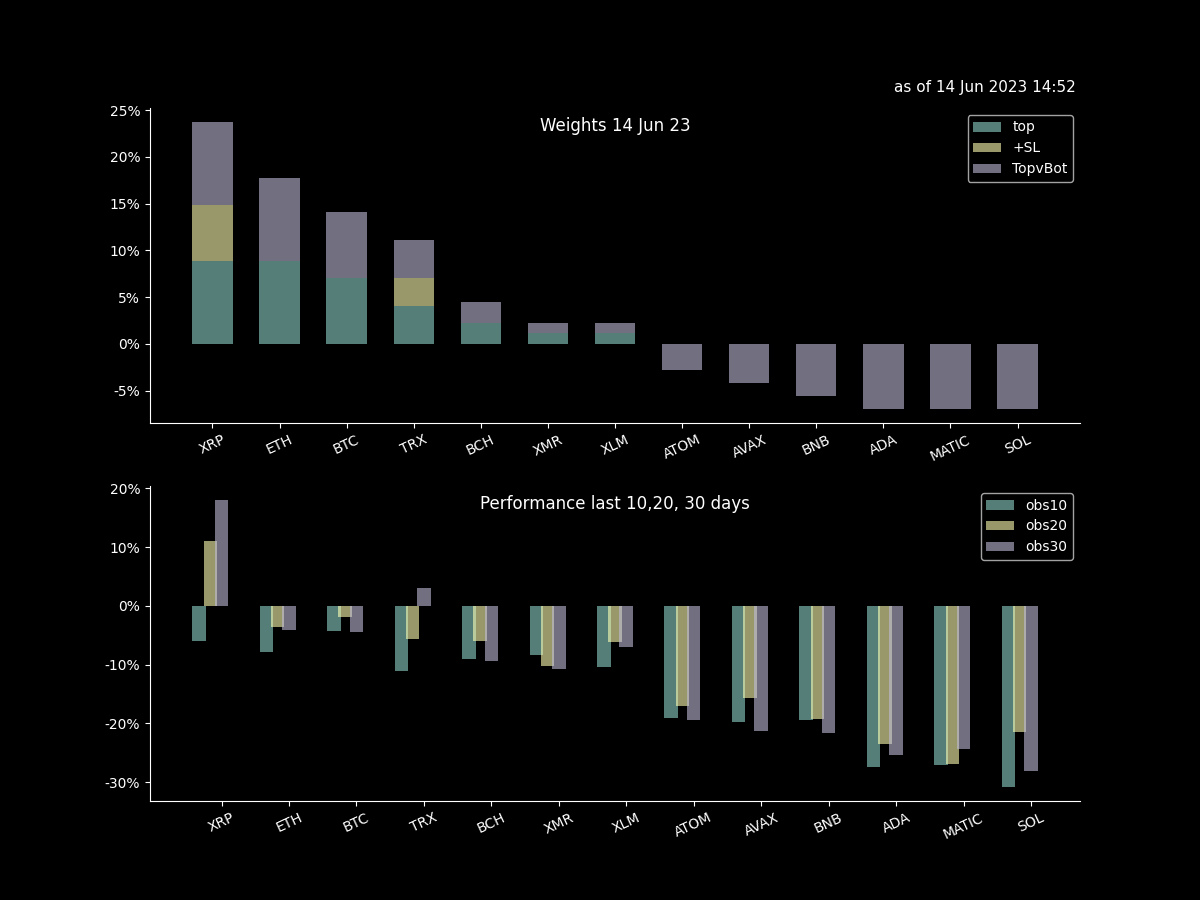 as of 14 Jun 2023 14:52
Weights 14 Jun 23
top
+SL
TopvBot
25%
20%
15%
10%
5%
0%
-5%
XRP ETH BTC TRX BCH XMR XLM ATOM AVAX BNB ADA MATIC SOL
Performance last 10,20, 30 days
obs10
obs20
obs30
20%
10%
0%
-10%
-20%
-30%
XRP ETH BTC TRX BCH XMR XLM ATOM AVAX BNB ADA MATIC SOL